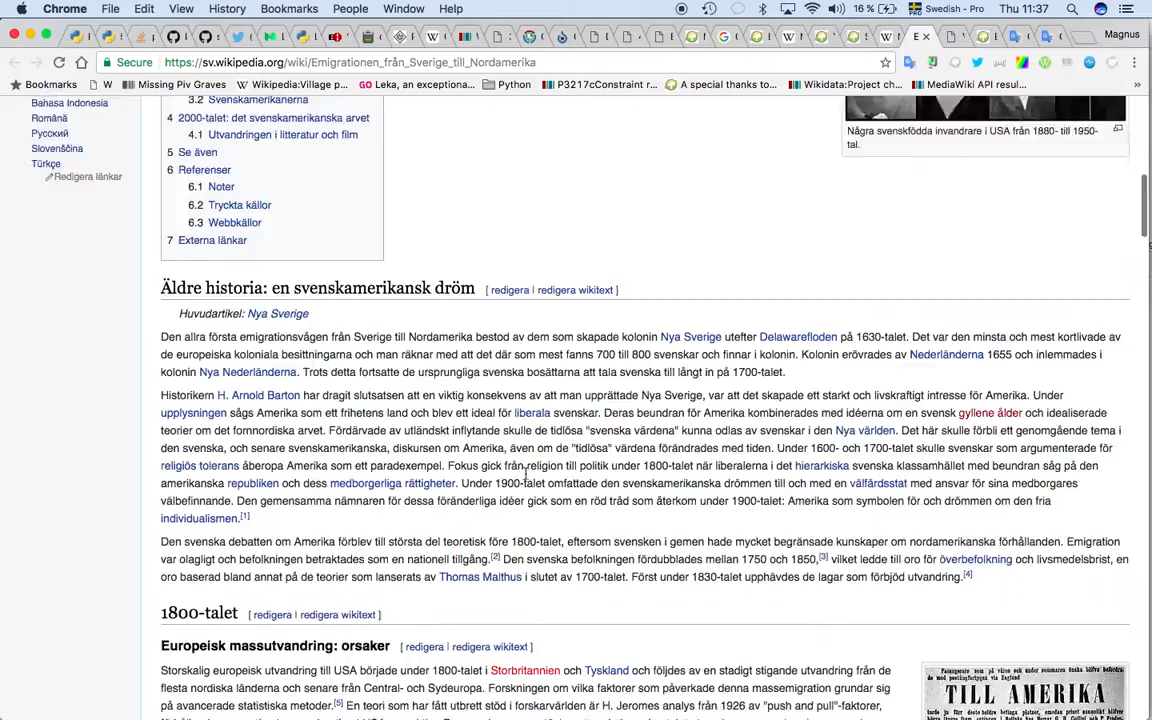 Chrome File Edit View History Bookmarks People Window Help 16 % Swedish - Pro Thu 11:37
Magnus
Secure https://sv.wikipedia.org/wiki/Emigrationen_från_Sverige_till_Nordamerika
Bookmarks W Missing Piv Graves Wikipedia:Village p... GO Leka, an exceptiona... Python P3217cConstraint r... A special thanks to... Wikidata:Project ch... MediaWiki API resul... »
Bahasa Indonesia
Română
Русский
Slovenščina
Türkçe
Redigera länkar
3.2 Svenskamerikanerna
4 2000-talet: det svenskamerikanska arvet
4.1 Utvandringen i litteratur och film
5 Se även
6 Referenser
6.1 Noter
6.2 Tryckta källor
6.3 Webbkällor
7 Externa länkar
Några svenskfödda invandrare i USA från 1880- till 1950-
tal.
Äldre historia: en svenskamerikansk dröm [ redigera | redigera wikitext ]
Huvudartikel: Nya Sverige
Den allra första emigrationsvågen från Sverige till Nordamerika bestod av dem som skapade kolonin Nya Sverige utefter Delawarefloden på 1630-talet. Det var den minsta och mest kortlivade av
de europeiska koloniala besittningarna och man räknar med att det där som mest fanns 700 till 800 svenskar och finnar i kolonin. Kolonin erövrades av Nederländerna 1655 och inlemmades i
kolonin Nya Nederländerna. Trots detta fortsatte de ursprungliga svenska bosättarna att tala svenska till långt in på 1700-talet.
Historikern H. Arnold Barton har dragit slutsatsen att en viktig konsekvens av att man upprättade Nya Sverige, var att det skapade ett starkt och livskraftigt intresse för Amerika. Under
upplysningen sågs Amerika som ett frihetens land och blev ett ideal för liberala svenskar. Deras beundran för Amerika kombinerades med idéerna om en svensk gyllene ålder och idealiserade
teorier om det fornnordiska arvet. Fördärvade av utländskt inflytande skulle de tidlösa "svenska värdena" kunna odlas av svenskar i den Nya världen. Det här skulle förbli ett genomgående tema i
den svenska, och senare svenskamerikanska, diskursen om Amerika, även om de "tidlösa" värdena förändrades med tiden. Under 1600- och 1700-talet skulle svenskar som argumenterade för
religiös tolerans åberopa Amerika som ett paradexempel. Fokus gick från religion till politik under 1800-talet när liberalerna i det hierarkiska svenska klassamhället med beundran såg på den
amerikanska republiken och dess medborgerliga rättigheter. Under 1900-talet omfattade den svenskamerikanska drömmen till och med en välfärdsstat med ansvar för sina medborgares
välbefinnande. Den gemensamma nämnaren för dessa föränderliga idéer gick som en röd tråd som återkom under 1900-talet: Amerika som symbolen för och drömmen om den fria
individualismen.[1]
Den svenska debatten om Amerika förblev till största del teoretisk före 1800-talet, eftersom svensken i gemen hade mycket begränsade kunskaper om nordamerikanska förhållanden. Emigration
var olagligt och befolkningen betraktades som en nationell tillgång.[2] Den svenska befolkningen fördubblades mellan 1750 och 1850,[3] vilket ledde till oro för överbefolkning och livsmedelsbrist, en
oro baserad bland annat på de teorier som lanserats av Thomas Malthus i slutet av 1700-talet. Först under 1830-talet upphävdes de lagar som förbjöd utvandring.[4]
1800-talet [ redigera | redigera wikitext ]
Europeisk massutvandring: orsaker [ redigera | redigera wikitext ]
Storskalig europeisk utvandring till USA började under 1800-talet i Storbritannien och Tyskland och följdes av en stadigt stigande utvandring från de
flesta nordiska länderna och senare från Central- och Sydeuropa. Forskningen om vilka faktorer som påverkade denna massemigration grundar sig
på avancerade statistiska metoder.[5] En teori som har fått utbrett stöd i forskarvärlden är H. Jeromes analys från 1926 av "push and pull"-faktorer,
TILL AMERIKA